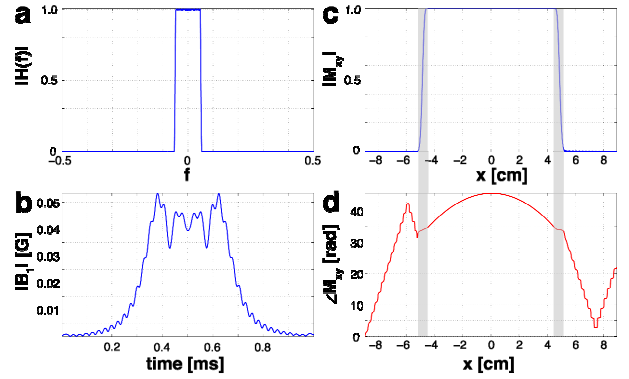 a
|H(f)|
1.0
0.5
0
−0.5
0
0.5
f
c
|Mxy|
1.0
0.5
0
−8 −6 −4 −2 0 2 4 6 8
x [cm]
b
|B1| [G]
0.06
0.05
0.04
0.03
0.02
0.01
0.2 0.4 0.6 0.8
time [ms]
d
∠Mxy [rad]
40
30
20
10
0
−8 −6 −4 −2 0 2 4 6 8
x [cm]